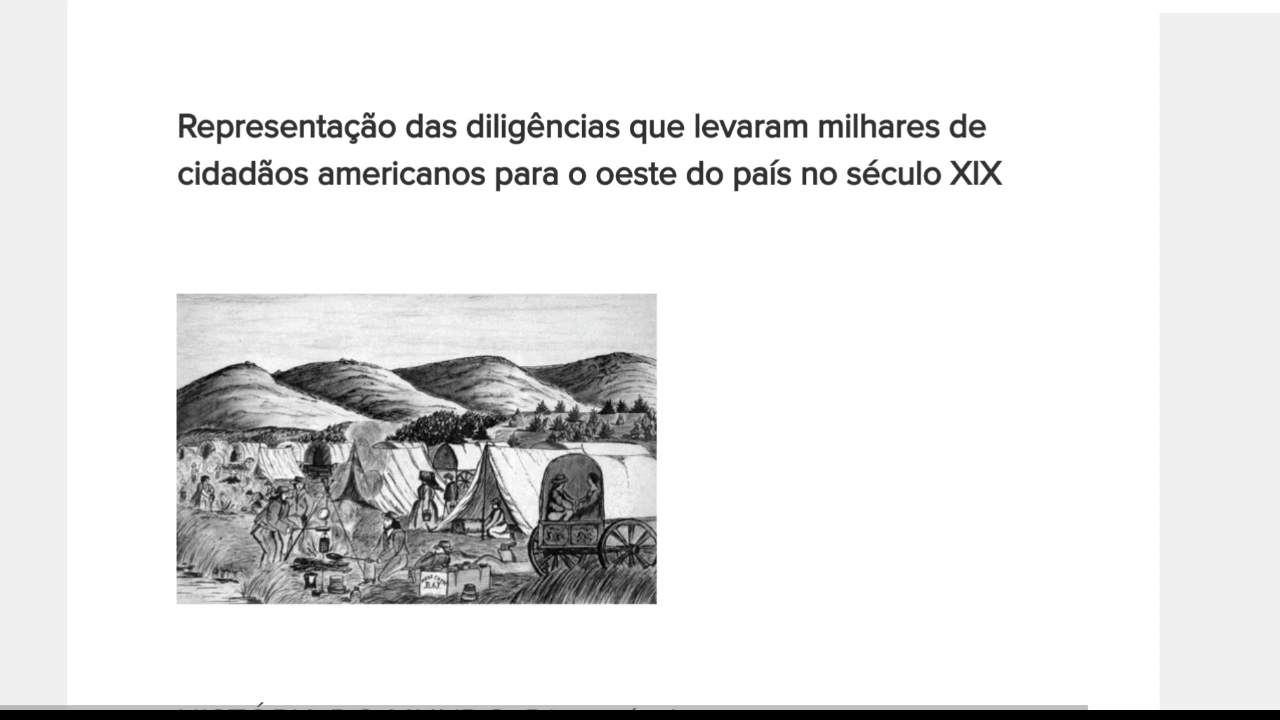 Representação das diligências que levaram milhares de
cidadãos americanos para o oeste do país no século XIX